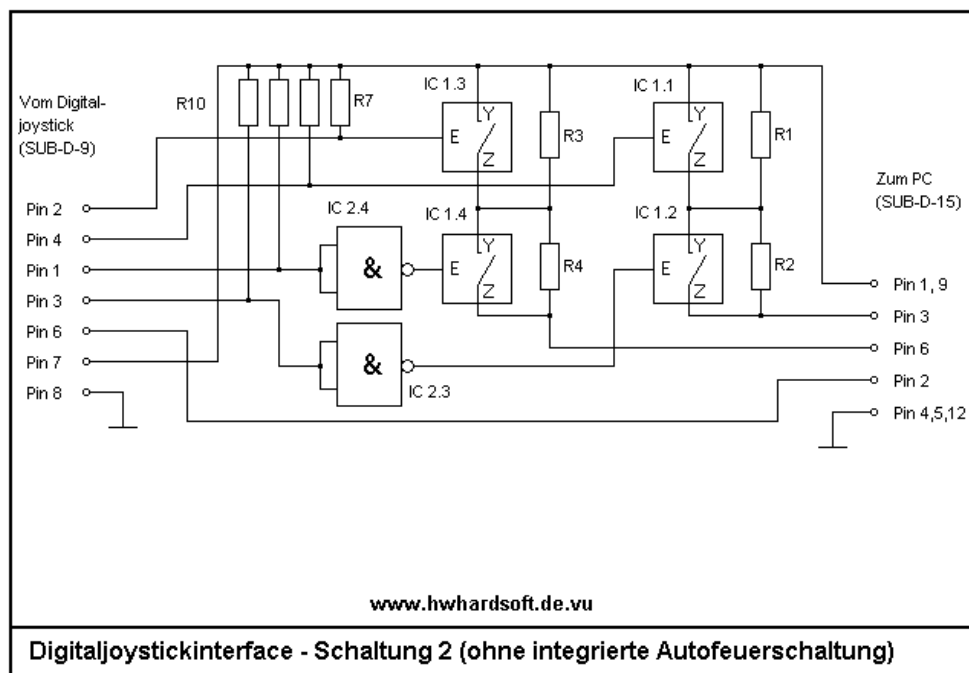 Vom Digital-
joystick
(SUB-D-9)
R10
R7
IC 1.3
Y
E
Z
R3
IC 1.1
Y
E
Z
R1
Zum PC
(SUB-D-15)
Pin 2
Pin 4
Pin 1
Pin 3
Pin 6
Pin 7
Pin 8
IC 2.4
&
IC 1.4
Y
E
Z
R4
IC 1.2
Y
E
Z
R2
&
IC 2.3
Pin 1, 9
Pin 3
Pin 6
Pin 2
Pin 4,5,12
www.hwhardsoft.de.vu
Digitaljoystickinterface - Schaltung 2 (ohne integrierte Autofeuerschaltung)